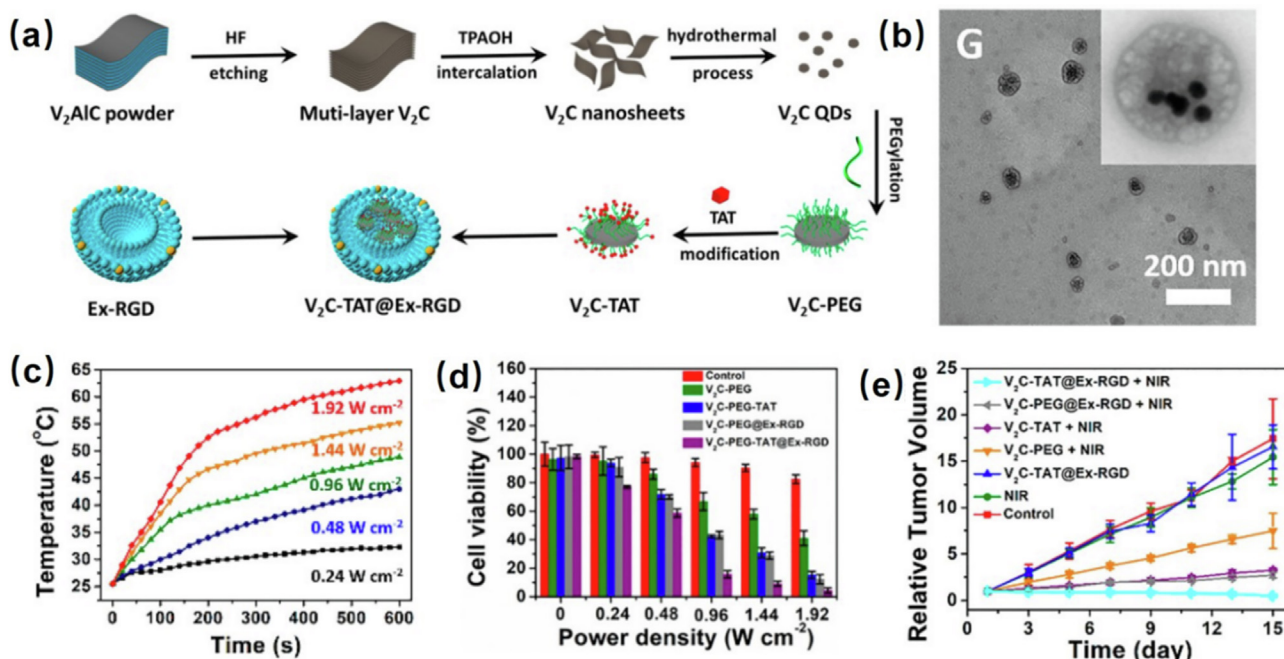 (a)
HF
etching
TPAOH
intercalation
hydrothermal
process
V₂AlC powder
Muti-layer V₂C
V₂C nanosheets
V₂C QDs
PEGylation
TAT
modification
Ex-RGD
V₂C-TAT@Ex-RGD
V₂C-TAT
V₂C-PEG
(b)
G
200 nm
(c)
Temperature (°C)
65
60
55
50
45
40
35
30
25
1.92 W cm⁻²
1.44 W cm⁻²
0.96 W cm⁻²
0.48 W cm⁻²
0.24 W cm⁻²
0 100 200 300 400 500 600
Time (s)
(d)
Cell viability (%)
160
140
120
100
80
60
40
20
0
Control
V₂C-PEG
V₂C-PEG-TAT
V₂C-PEG@Ex-RGD
V₂C-PEG-TAT@Ex-RGD
0 0.24 0.48 0.96 1.44 1.92
Power density (W cm⁻²)
(e)
Relative Tumor Volume
25
20
15
10
5
0
V₂C-TAT@Ex-RGD + NIR
V₂C-PEG@Ex-RGD + NIR
V₂C-TAT + NIR
V₂C-PEG + NIR
V₂C-TAT@Ex-RGD
NIR
Control
3 6 9 12 15
Time (day)